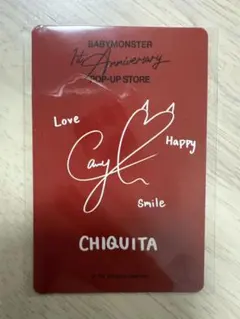 BABYMONSTER
1st Anniversary
POP-UP STORE
Love
Happy
Smile
CHIQUITA